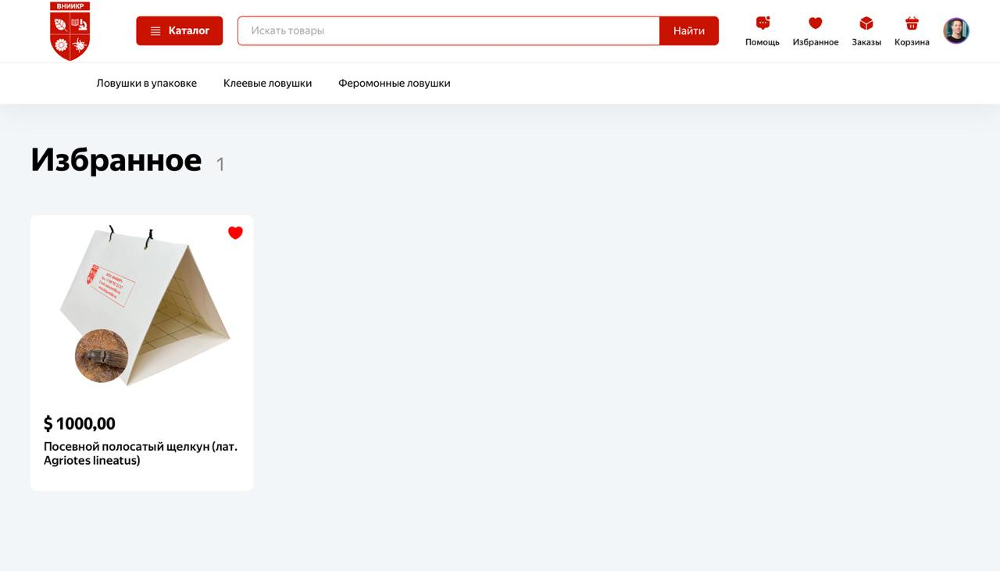 ВНИИКР
Каталог
Искать товары
Найти
Помощь
Избранное
Заказы
Корзина
Ловушки в упаковке
Клеевые ловушки
Феромонные ловушки
Избранное 1
$ 1000,00
Посевной полосатый щелкун (лат.
Agriotes lineatus)